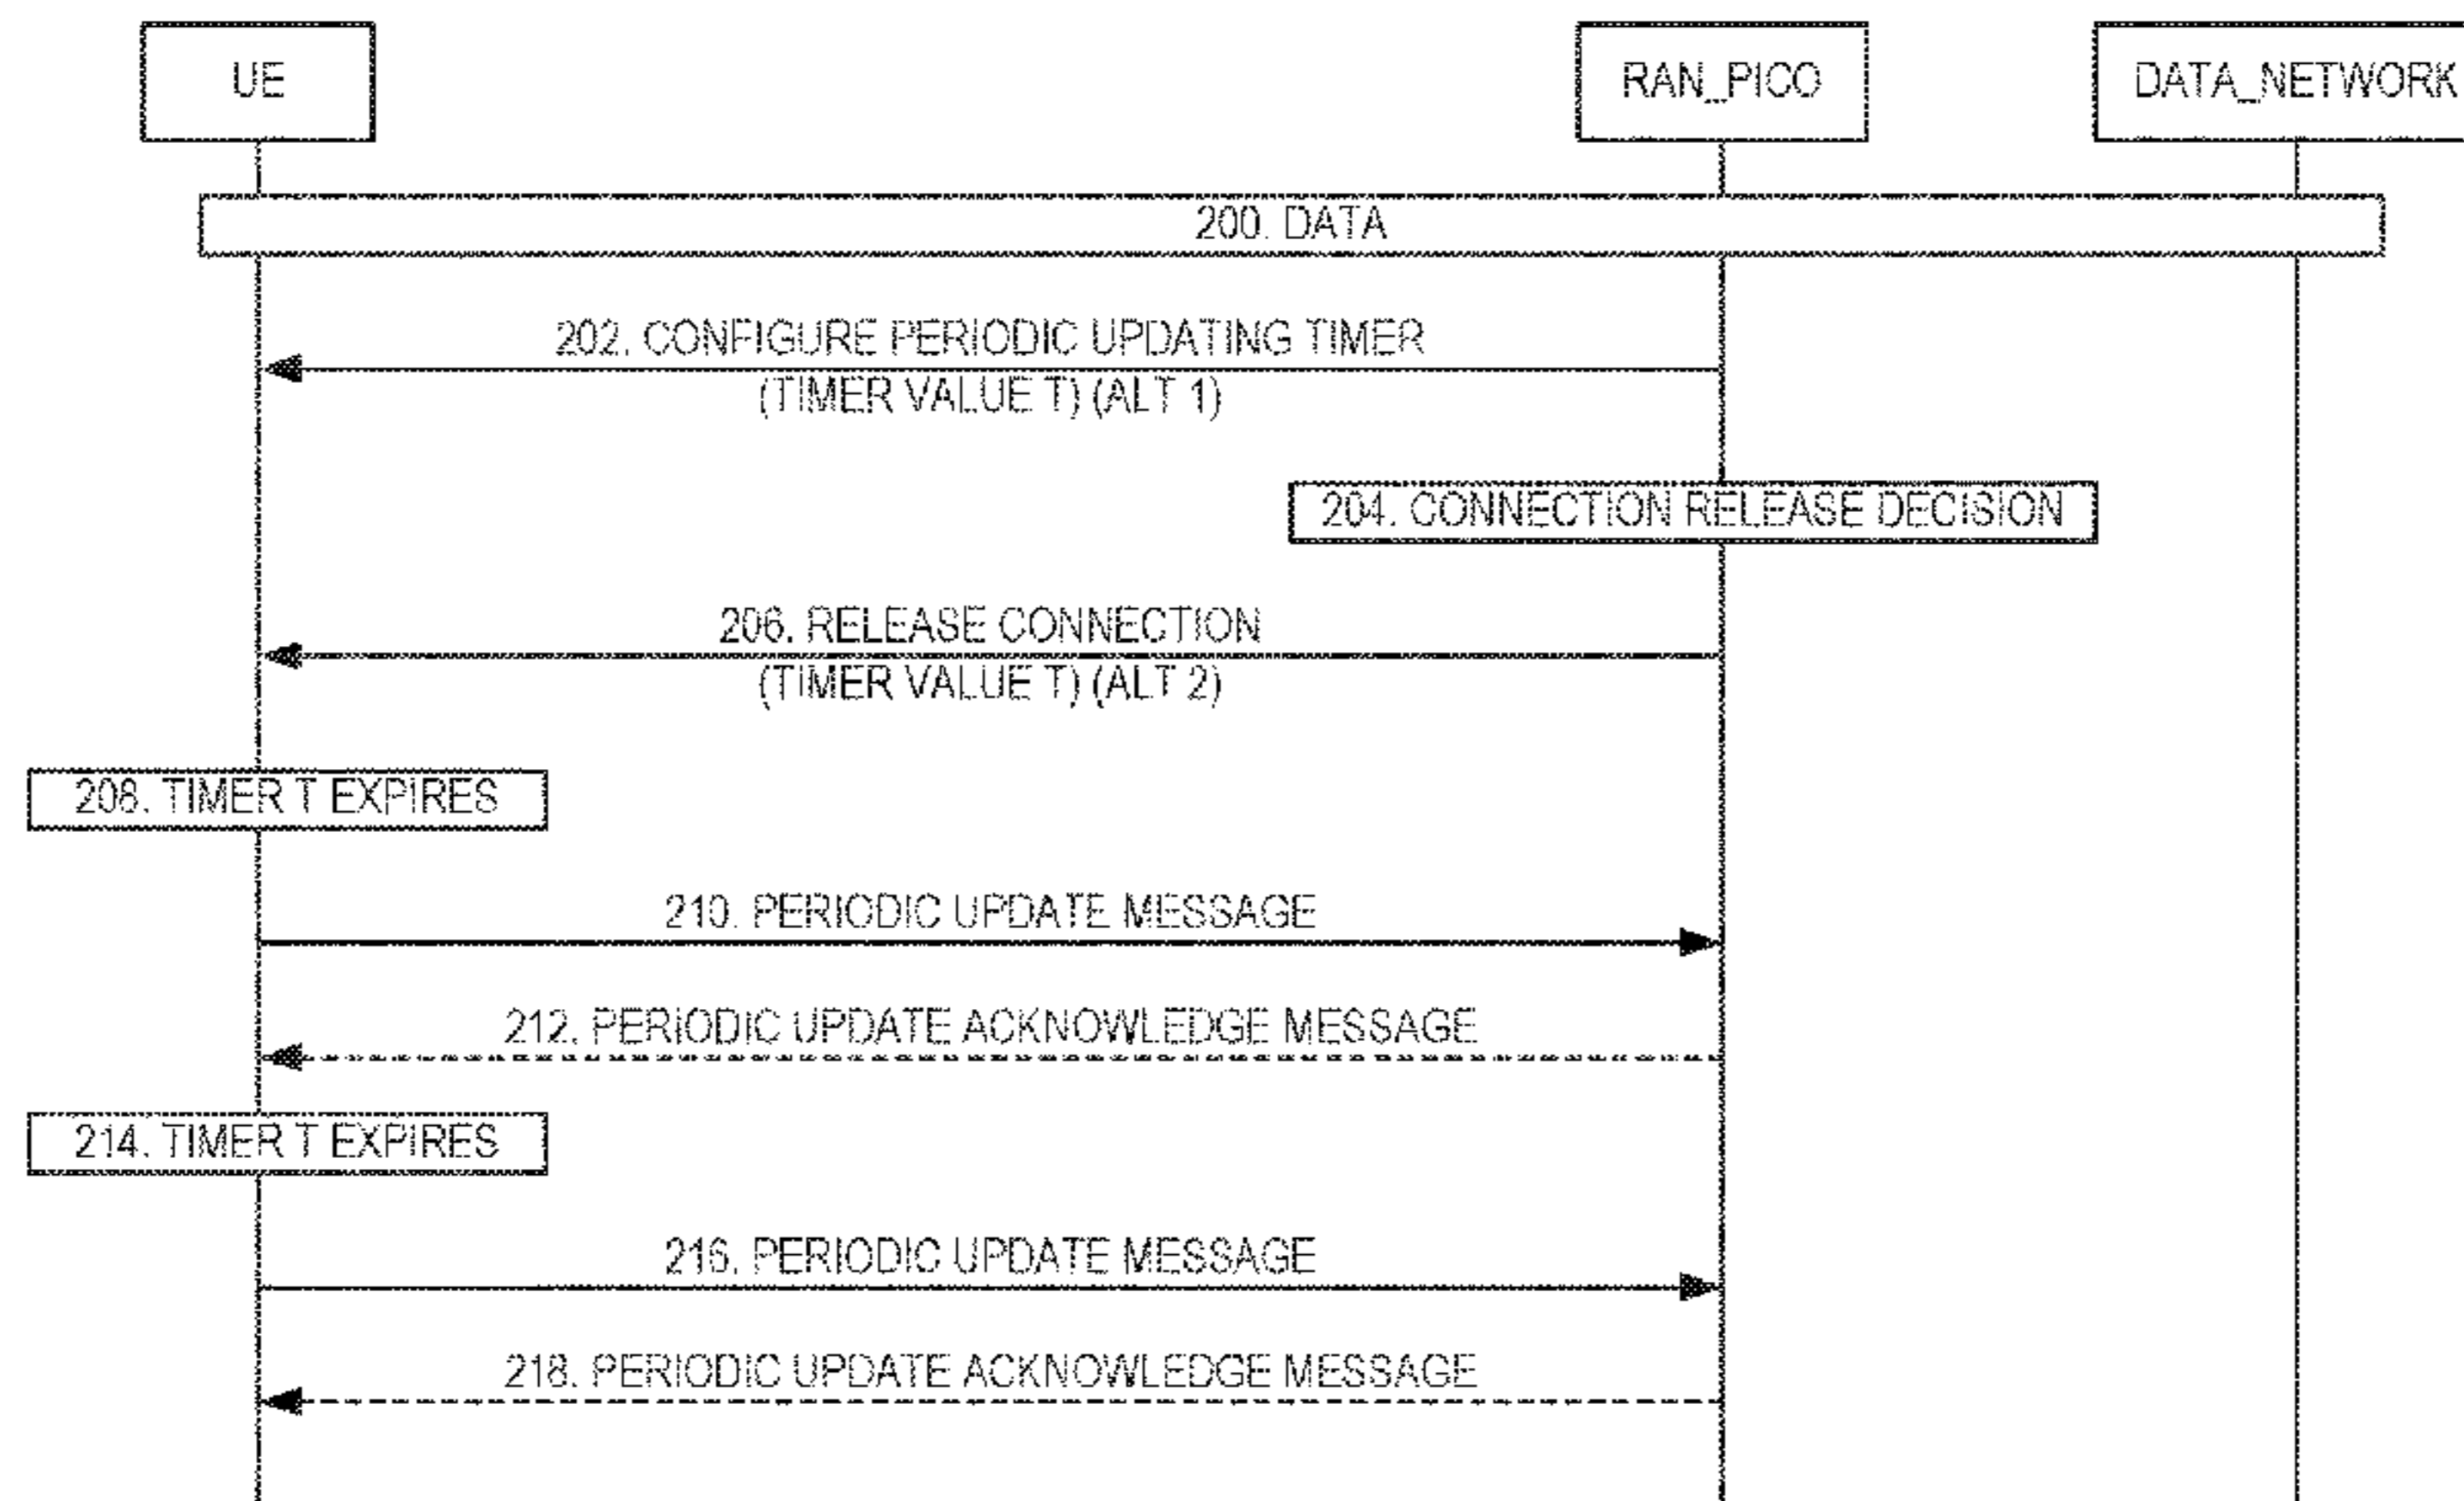 UE
RAN_PICO
DATA_NETWORK
200. DATA
202. CONFIGURE PERIODIC UPDATING TIMER
(TIMER VALUE T) (ALT 1)
204. CONNECTION RELEASE DECISION
206. RELEASE CONNECTION
(TIMER VALUE T) (ALT 2)
208. TIMER T EXPIRES
210. PERIODIC UPDATE MESSAGE
212. PERIODIC UPDATE ACKNOWLEDGE MESSAGE
214. TIMER T EXPIRES
216. PERIODIC UPDATE MESSAGE
218. PERIODIC UPDATE ACKNOWLEDGE MESSAGE